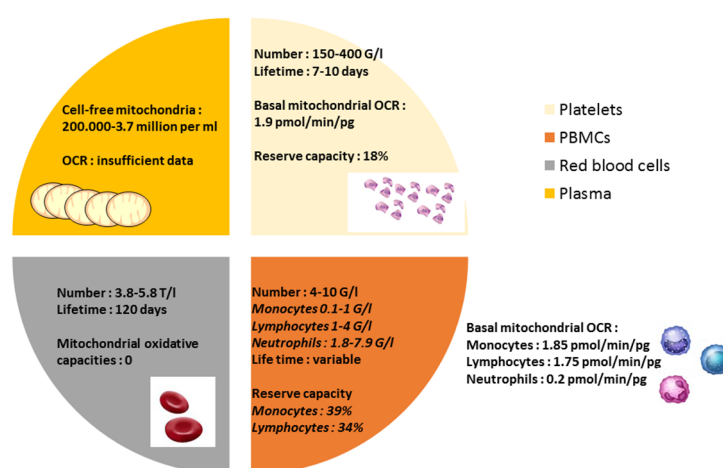 Cell-free mitochondria :
200.000-3.7 million per ml
OCR : insufficient data
Number : 150-400 G/l
Lifetime : 7-10 days
Basal mitochondrial OCR :
1.9 pmol/min/pg
Reserve capacity : 18%
Platelets
PBMCs
Red blood cells
Plasma
Number : 3.8-5.8 T/l
Lifetime : 120 days
Mitochondrial oxidative
capacities : 0
Number : 4-10 G/l
Monocytes 0.1-1 G/l
Lymphocytes 1-4 G/l
Neutrophils : 1.8-7.9 G/l
Life time : variable
Reserve capacity
Monocytes = 39%
Lymphocytes = 34%
Basal mitochondrial OCR :
Monocytes : 1.85 pmol/min/pg
Lymphocytes : 1.75 pmol/min/pg
Neutrophils : 0.2 pmol/min/pg